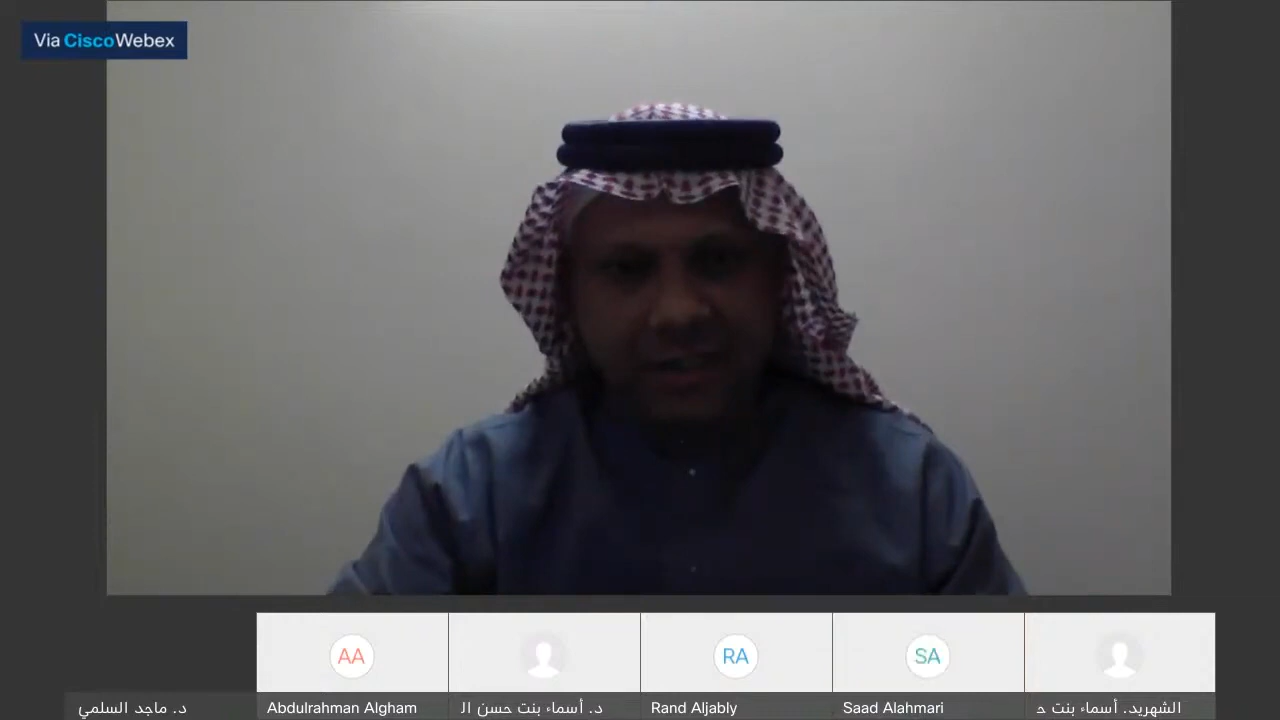 Via CiscoWebex
AA
RA
SA
د. ماجد السلمي
Abdulrahman Algham
د. أسماء بنت حسن ال
Rand Aljably
Saad Alahmari
الشهريد. أسماء بنت ح